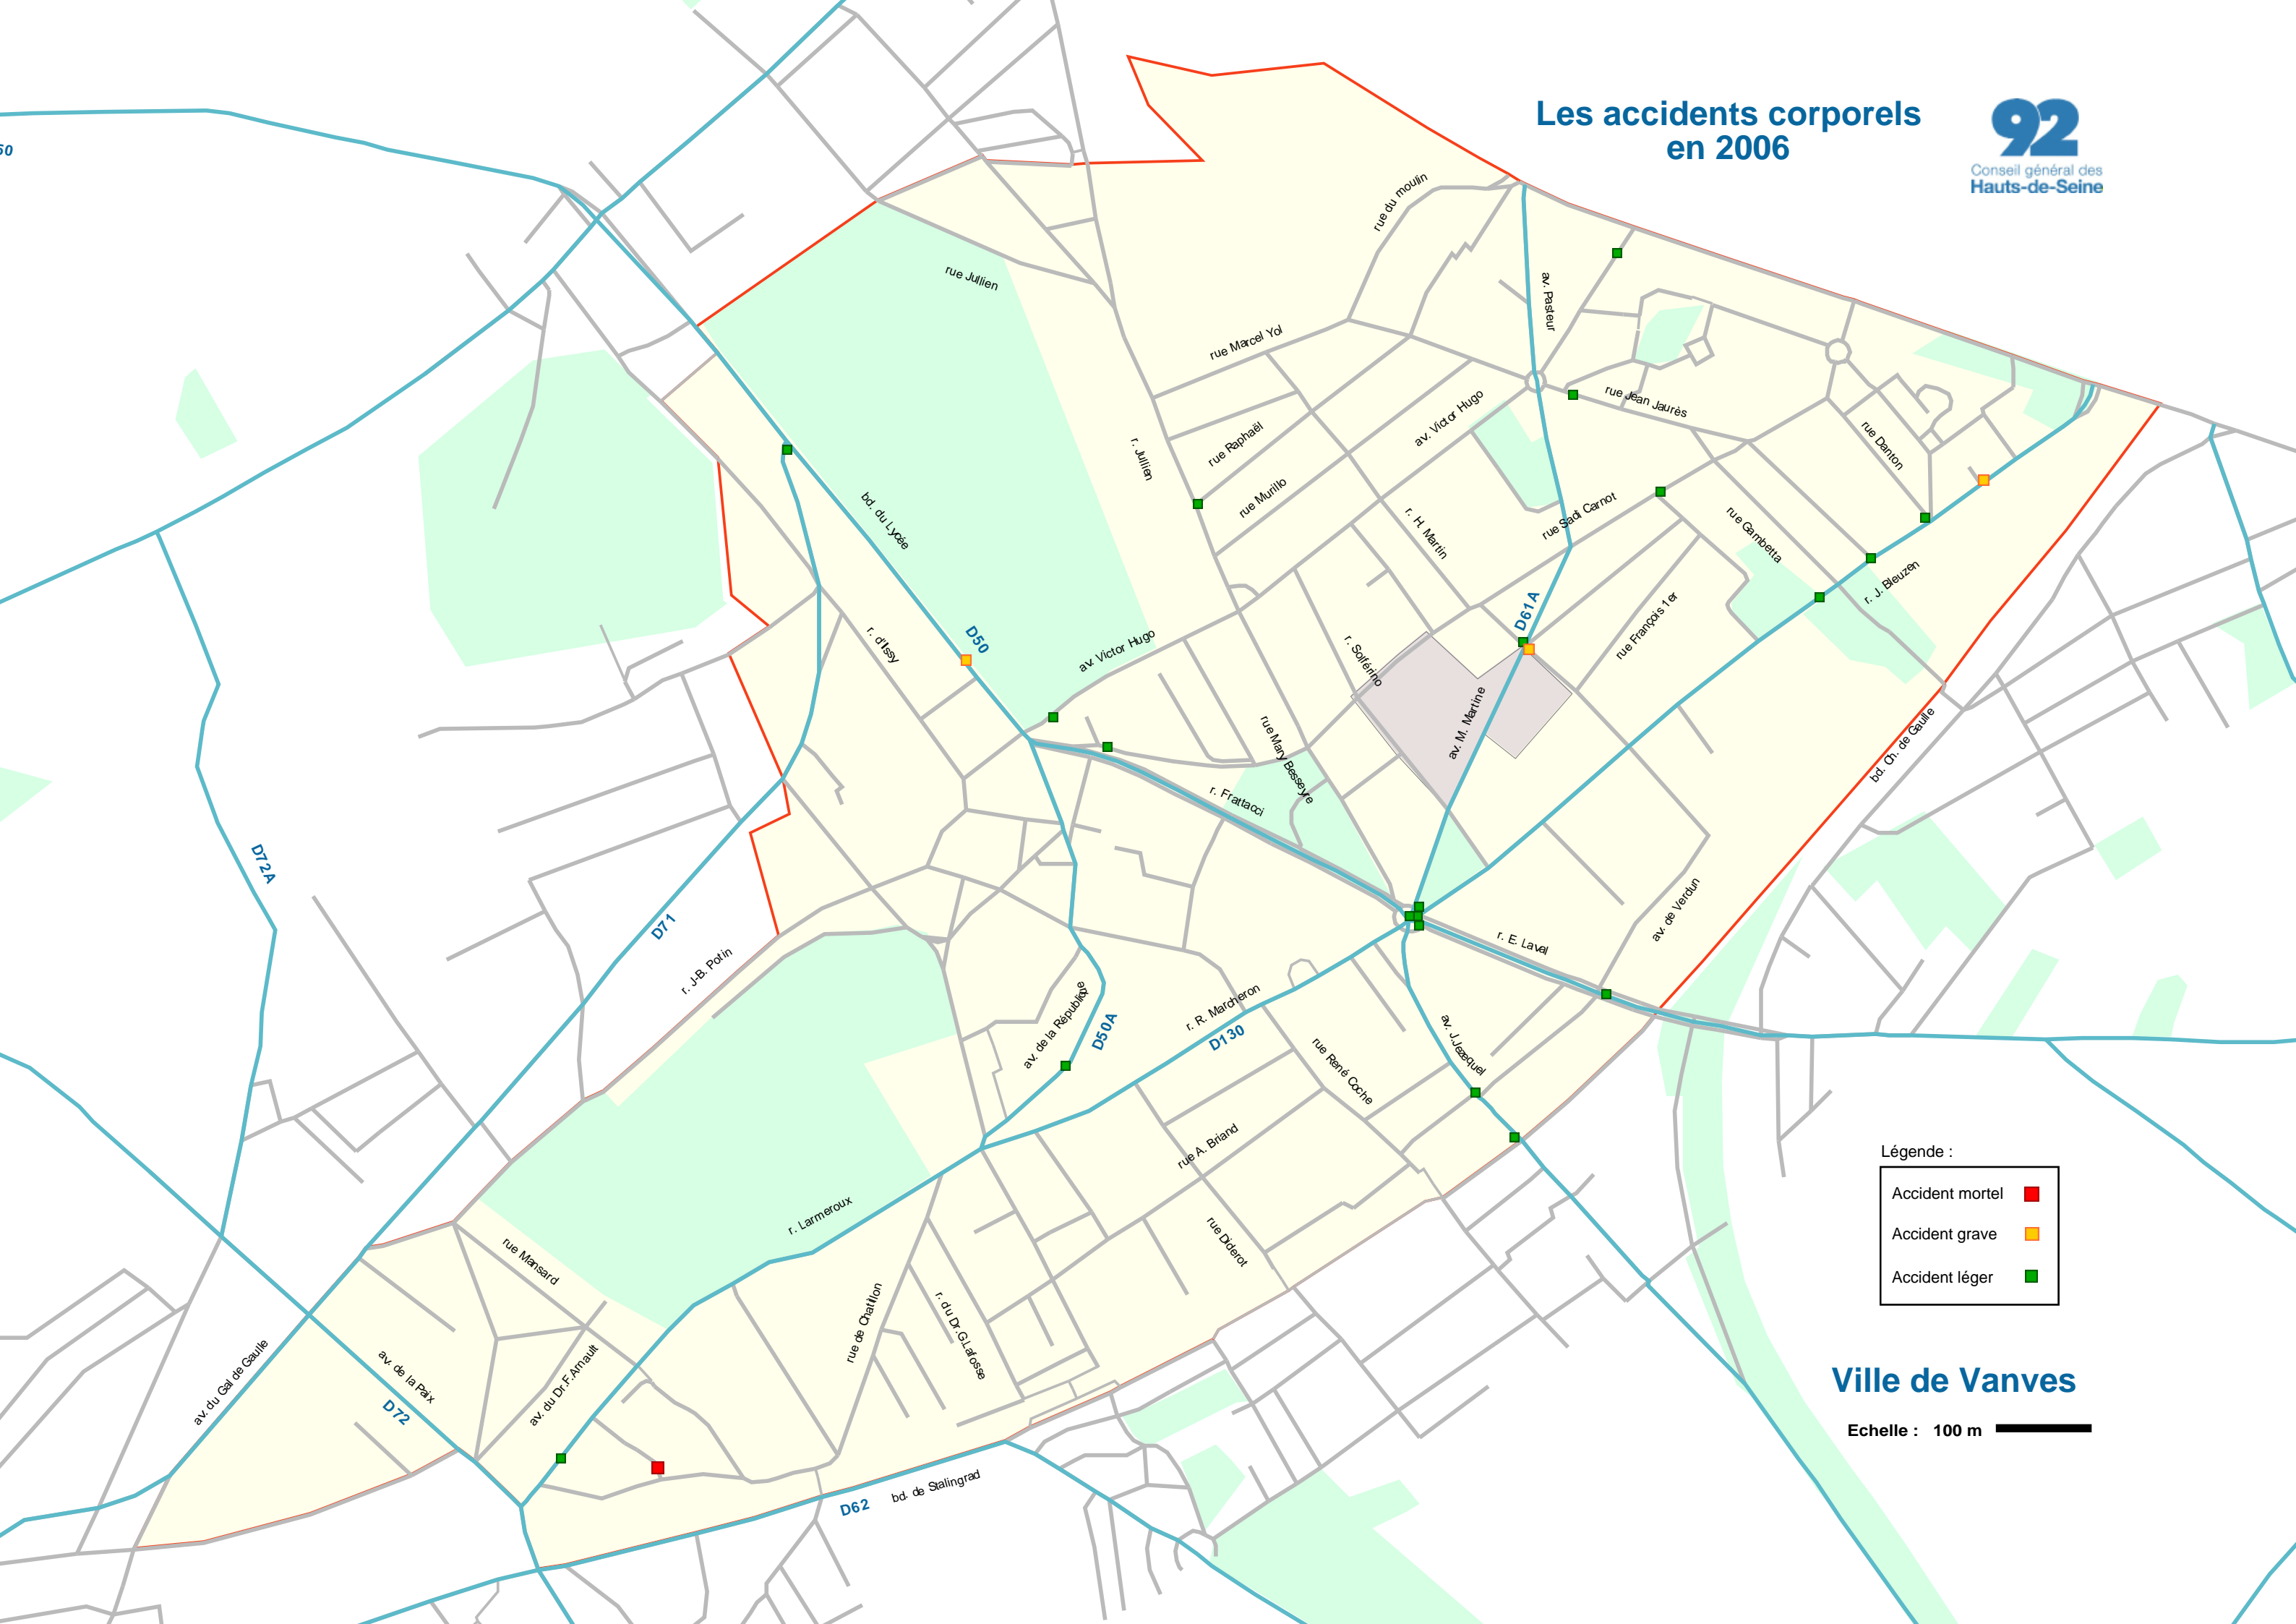 Les accidents corporels
en 2006
92
Conseil général des
Hauts-de-Seine
rue du moulin
av. Pasteur
rue Jullien
rue Marcel Yol
rue Jean Jaurès
av. Victor Hugo
rue Danton
r. Jullien
rue Raphaël
rue Murillo
bd. du Lycée
r. H. Martin
rue Sadi Carnot
rue Gambetta
r. J. Bleuzen
D61A
rue François 1er
D50
r. d'Issy
av. Victor Hugo
r. Solférino
av. M. Martine
rue Mary Besseyre
bd. Ch. de Gaulle
r. Frattacci
D72A
D71
r. J-B. Potin
av. de Verdun
r. E. Laval
av. de la République
D50A
r. R. Marcheron
D130
rue René Coche
av. J.Jezequel
rue A. Briand
r. Larmeroux
rue Diderot
rue Mansard
rue de Chatillon
r. du Dr.G.Lafosse
av. du Gal de Gaulle
av. de la Paix
D72
av. du Dr.F.Arnault
D62
bd. de Stalingrad
Légende :
Accident mortel
Accident grave
Accident léger
Ville de Vanves
Echelle : 100 m